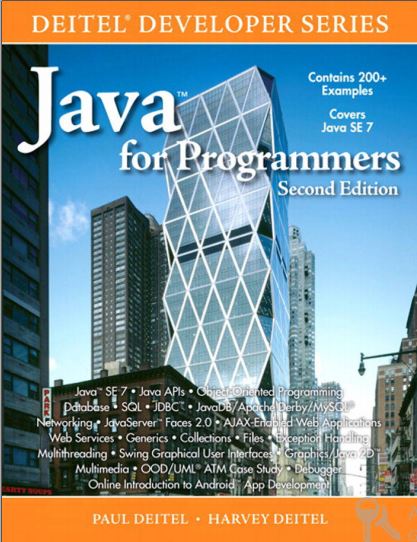 DEITEL® DEVELOPER SERIES
Contains 200+
Examples
Covers
Java SE 7
Java™
for Programmers
Second Edition
Java™ SE 7 • Java APIs • Object-Oriented Programming
Database • SQL • JDBC™ • JavaDB/Apache Derby/MySQL®
Networking • JavaServer™ Faces 2.0 • AJAX-Enabled Web Applications
Web Services • Generics • Collections • Files • Exception Handling
Multithreading • Swing Graphical User Interfaces • Graphics/Java 2D™
Multimedia • OOD/UML™ ATM Case Study • Debugger
Online Introduction to Android™ App Development
PARK
PAUL DEITEL • HARVEY DEITEL